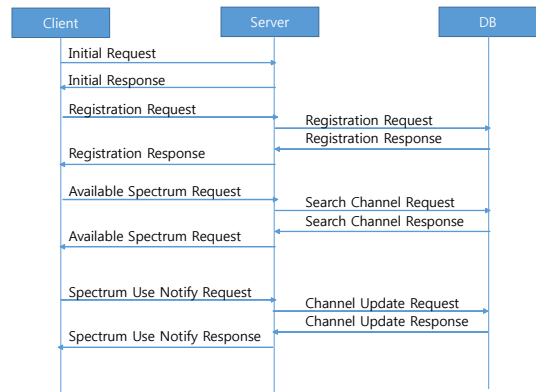 Client
Server
DB
Initial Request
Initial Response
Registration Request
Registration Request
Registration Response
Registration Response
Available Spectrum Request
Search Channel Request
Search Channel Response
Available Spectrum Request
Spectrum Use Notify Request
Channel Update Request
Channel Update Response
Spectrum Use Notify Response